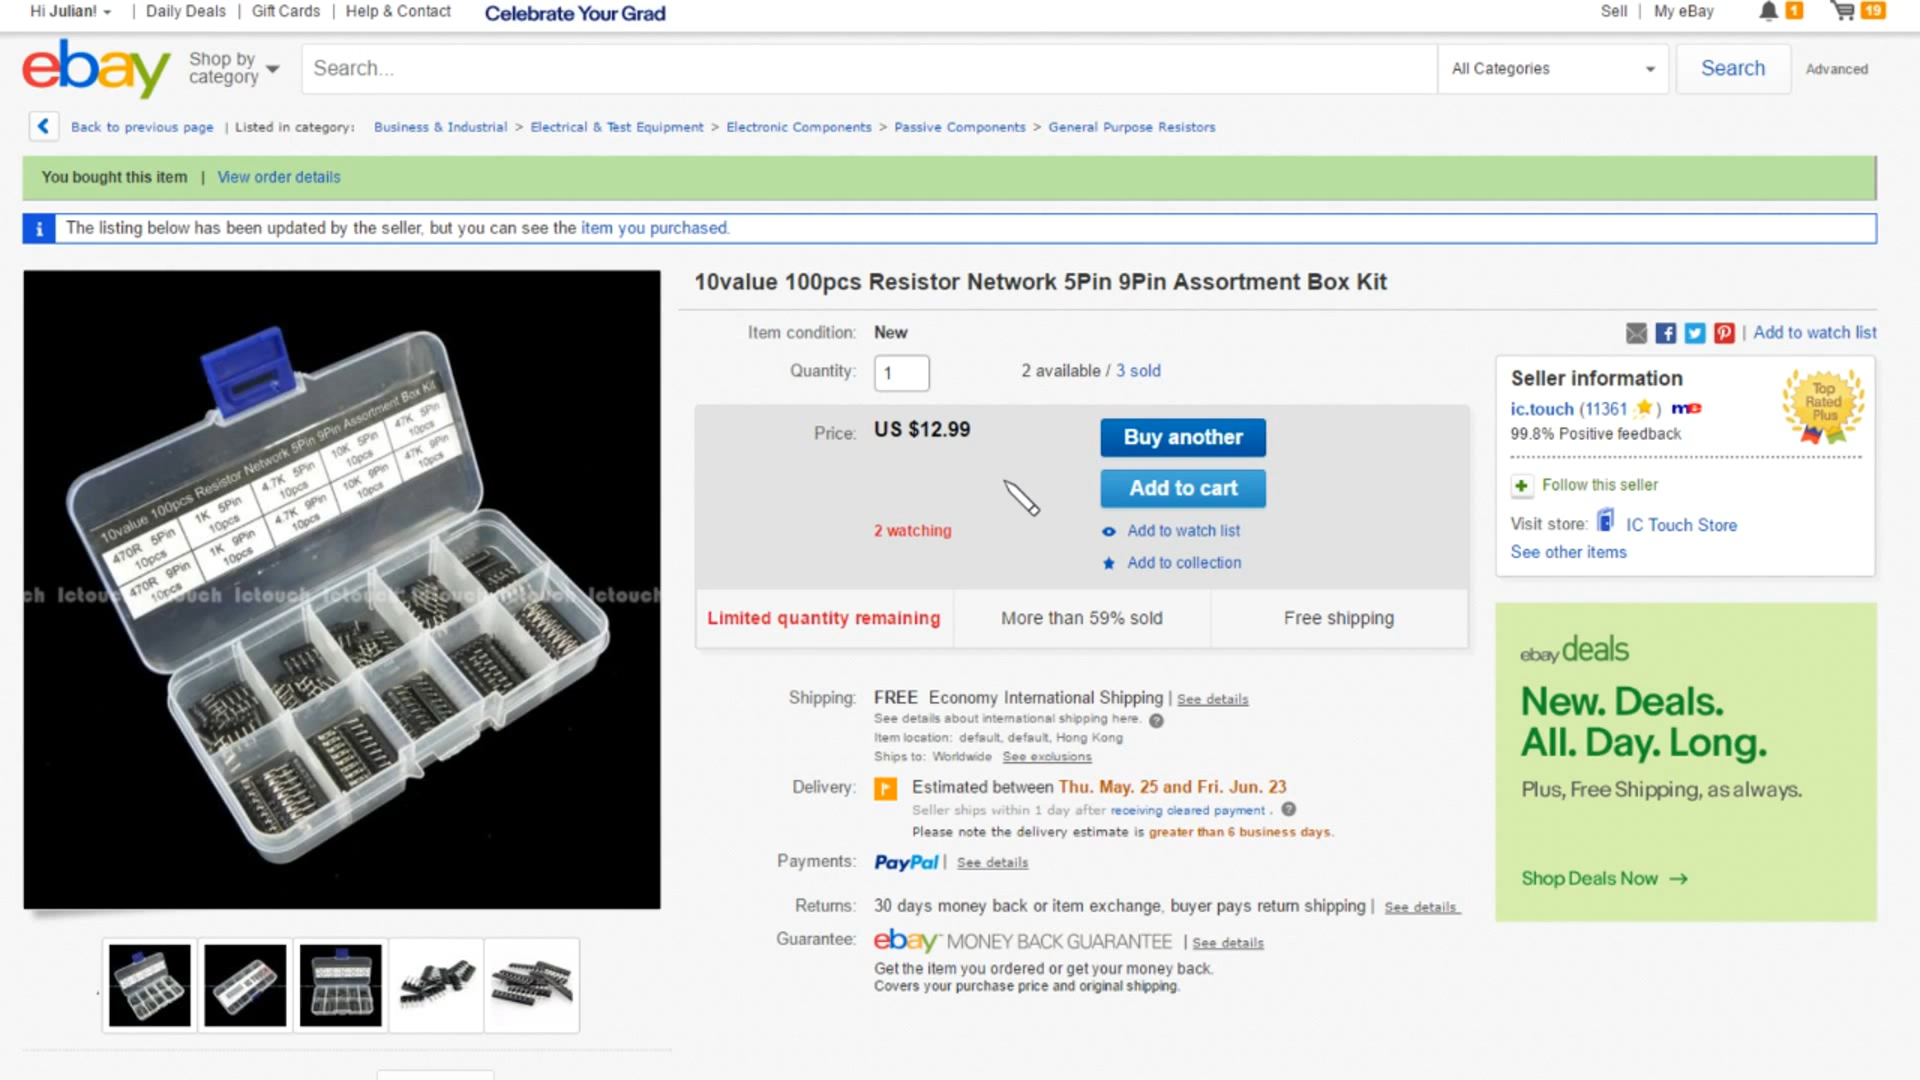 Hi Julian! | Daily Deals | Gift Cards | Help & Contact Celebrate Your Grad Sell | My eBay 1 19
ebay Shop by category Search... All Categories Search Advanced
Back to previous page | Listed in category: Business & Industrial > Electrical & Test Equipment > Electronic Components > Passive Components > General Purpose Resistors
You bought this item | View order details
i The listing below has been updated by the seller, but you can see the item you purchased.
10value 100pcs Resistor Network 5Pin 9Pin Assortment Box Kit
470R 5Pin 10pcs
1K 5Pin 10pcs
4.7K 5Pin 10pcs
10K 5Pin 10pcs
47K 5Pin 10pcs
470R 9Pin 10pcs
1K 9Pin 10pcs
4.7K 9Pin 10pcs
10K 9Pin 10pcs
47K 9Pin 10pcs
Ictouch Ictouch Ictouch Ictouch
10value 100pcs Resistor Network 5Pin 9Pin Assortment Box Kit
Item condition: New
Quantity: 1 2 available / 3 sold
Price: US $12.99
Buy another
Add to cart
2 watching
Add to watch list
Add to collection
Limited quantity remaining More than 59% sold Free shipping
Shipping: FREE Economy International Shipping | See details
See details about international shipping here. ?
Item location: default, default, Hong Kong
Ships to: Worldwide See exclusions
Delivery: Estimated between Thu. May. 25 and Fri. Jun. 23
Seller ships within 1 day after receiving cleared payment. ?
Please note the delivery estimate is greater than 6 business days.
Payments: PayPal | See details
Returns: 30 days money back or item exchange, buyer pays return shipping | See details
Guarantee: ebay MONEY BACK GUARANTEE | See details
Get the item you ordered or get your money back.
Covers your purchase price and original shipping.
| Add to watch list
Seller information
ic.touch (11361 ) me
99.8% Positive feedback
Top Rated Plus
Follow this seller
Visit store: IC Touch Store
See other items
ebay deals
New. Deals.
All. Day. Long.
Plus, Free Shipping, as always.
Shop Deals Now →